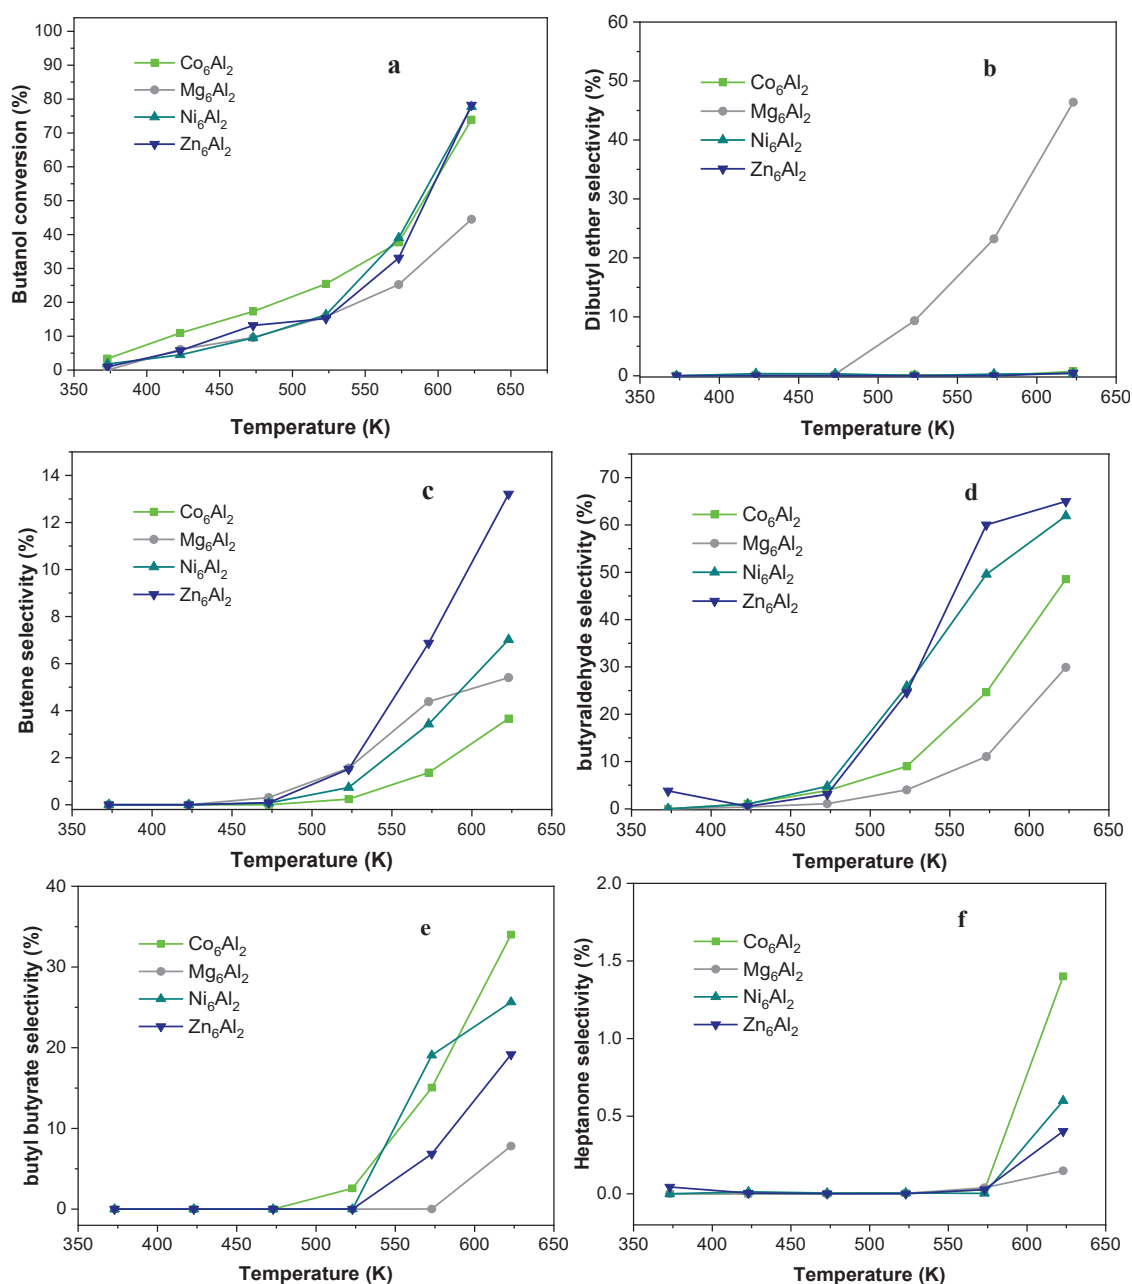 a
100
90
80
70
60
50
40
30
20
10
0
Butanol conversion (%)
Co₆Al₂
Mg₆Al₂
Ni₆Al₂
Zn₆Al₂
350 400 450 500 550 600 650
Temperature (K)
b
60
50
40
30
20
10
0
Dibutyl ether selectivity (%)
Co₆Al₂
Mg₆Al₂
Ni₆Al₂
Zn₆Al₂
350 400 450 500 550 600 650
Temperature (K)
c
14
12
10
8
6
4
2
0
Butene selectivity (%)
Co₆Al₂
Mg₆Al₂
Ni₆Al₂
Zn₆Al₂
350 400 450 500 550 600 650
Temperature (K)
d
70
60
50
40
30
20
10
0
butyraldehyde selectivity (%)
Co₆Al₂
Mg₆Al₂
Ni₆Al₂
Zn₆Al₂
350 400 450 500 550 600 650
Temperature (K)
e
40
30
20
10
0
butyl butyrate selectivity (%)
Co₆Al₂
Mg₆Al₂
Ni₆Al₂
Zn₆Al₂
350 400 450 500 550 600 650
Temperature (K)
f
2.0
1.5
1.0
0.5
0.0
Heptanone selectivity (%)
Co₆Al₂
Mg₆Al₂
Ni₆Al₂
Zn₆Al₂
350 400 450 500 550 600 650
Temperature (K)